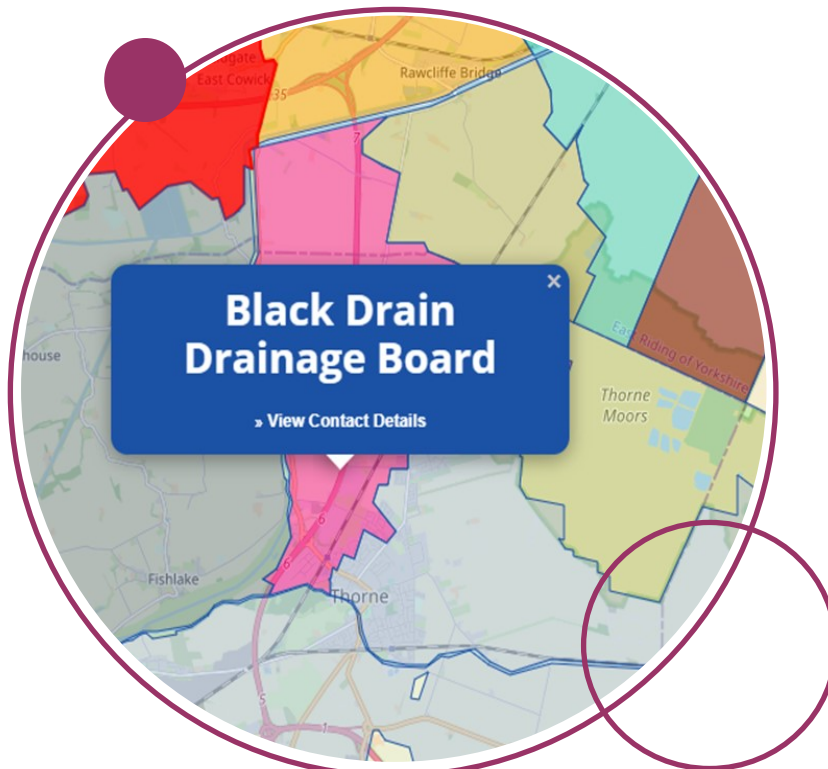 East Cowick
35
Rawcliffe Bridge
7
×
Black Drain
Drainage Board
» View Contact Details
house
East Riding of Yorkshire
Thorne
Moors
6
6
Fishlake
Thorne
5
1